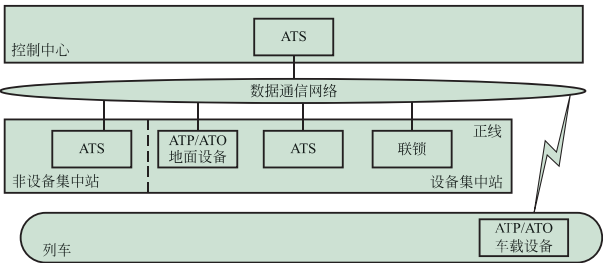 ATS
控制中心
数据通信网络
正线
ATS
ATP/ATO
地面设备
ATS
联锁
非设备集中站
设备集中站
ATP/ATO
车载设备
列车